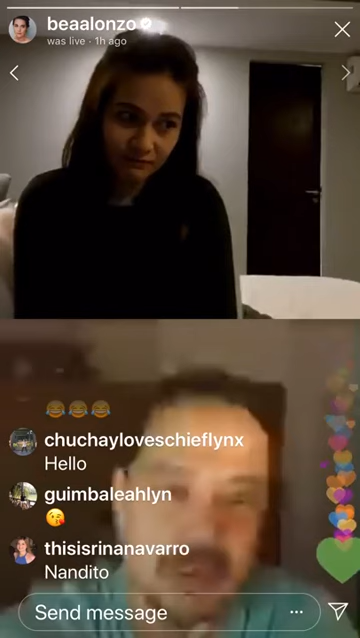 beaalonzo
was live · 1h ago
😂😂😂
chuchayloveschieflynx
Hello
guimbaleahlyn
😘
thisisrinanavarro
Nandito
Send message